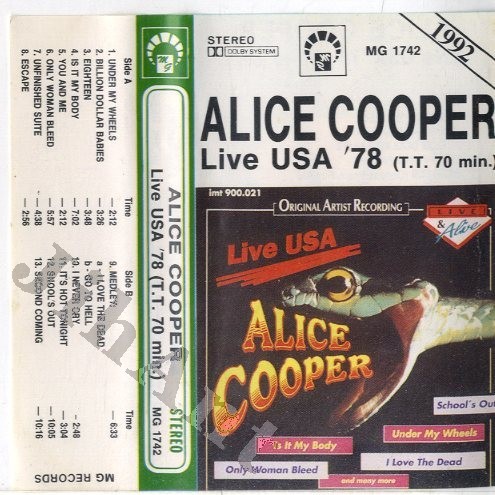 Side A
Time
1. UNDER MY WHEELS — 2:12
2. BILLION DOLLAR BABIES — 3:26
3. EIGHTEEN — 3:48
4. IS IT MY BODY — 7:02
5. YOU AND ME — 2:12
6. ONLY WOMAN BLEED — 5:57
7. UNFINISHED SUITE — 4:38
8. ESCAPE — 2:56
Side B
Time
9. MEDLEY: — 6:33
a I LOVE THE DEAD
b GO TO HELL
10. I NEVER CRY — 2:48
11. IT'S HOT TONIGHT — 3:04
12. SHOOL'S OUT — 10:05
13. SECOND COMING — 10:16
MG RECORDS
MG
ALICE COOPER
Live USA '78 (T.T. 70 min.)
STEREO
MG 1742
STEREO
DOLBY SYSTEM
MG 1742
1992
ALICE COOPER
Live USA '78 (T.T. 70 min.)
imt 900.021
ORIGINAL ARTIST RECORDING
LIVE
& Alive
Live USA
ALICE
COOPER
School's Out
Is It My Body
Under My Wheels
Only Woman Bleed
I Love The Dead
and many more